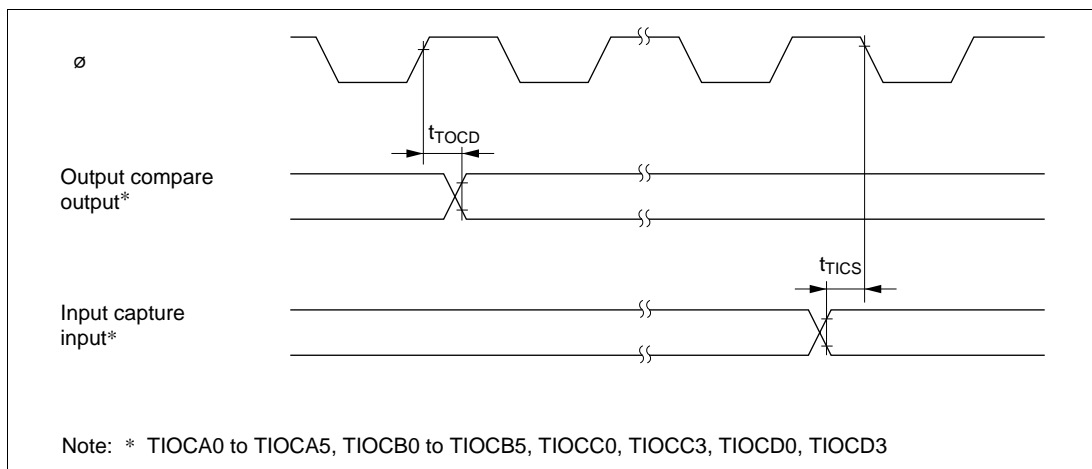 ø
tTOCD
Output compare
output*
tTICS
Input capture
input*
Note: * TIOCA0 to TIOCA5, TIOCB0 to TIOCB5, TIOCC0, TIOCC3, TIOCD0, TIOCD3